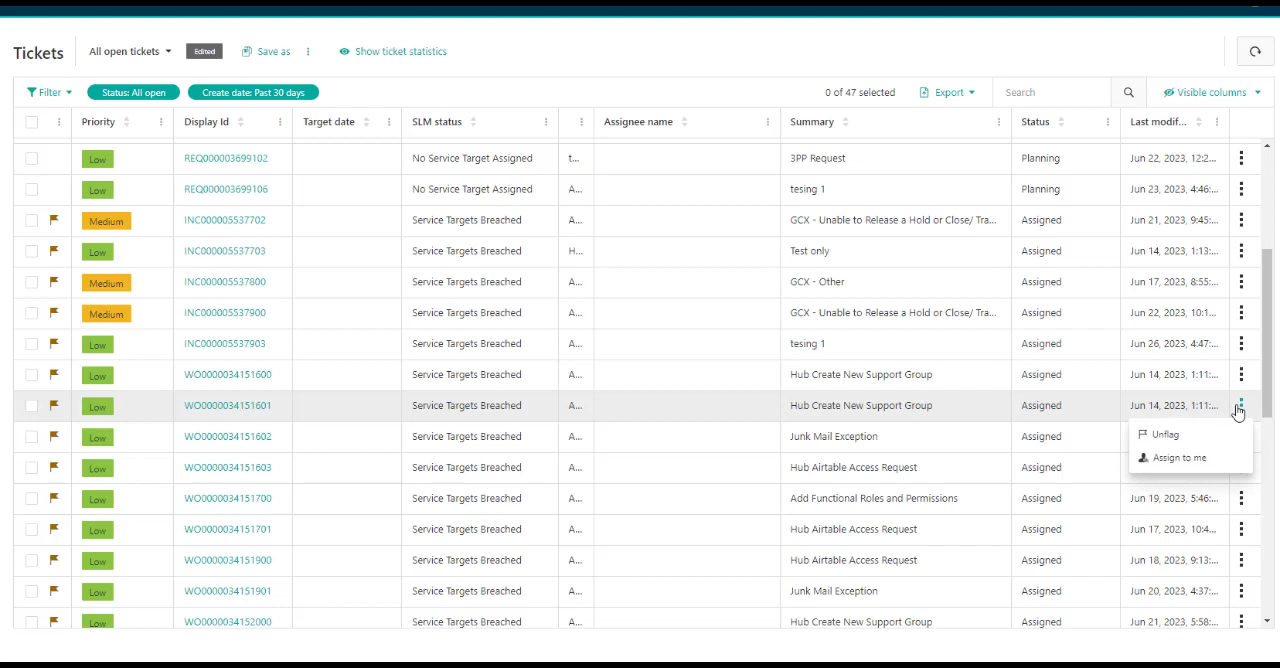 Tickets All open tickets Edited Save as Show ticket statistics
Filter Status: All open Create date: Past 30 days 0 of 47 selected Export Search Visible columns
Priority Display Id Target date SLM status Assignee name Summary Status Last modif...
Low REQ000003699102 No Service Target Assigned t... 3PP Request Planning Jun 22, 2023, 12:2...
Low REQ000003699106 No Service Target Assigned A... tesing 1 Planning Jun 23, 2023, 4:46:...
Medium INC000005537702 Service Targets Breached A... GCX - Unable to Release a Hold or Close/ Tra... Assigned Jun 21, 2023, 9:45:...
Low INC000005537703 Service Targets Breached H... Test only Assigned Jun 14, 2023, 1:13:...
Medium INC000005537800 Service Targets Breached A... GCX - Other Assigned Jun 17, 2023, 8:55:...
Medium INC000005537900 Service Targets Breached A... GCX - Unable to Release a Hold or Close/ Tra... Assigned Jun 22, 2023, 10:1...
Low INC000005537903 Service Targets Breached A... tesing 1 Assigned Jun 26, 2023, 4:47:...
Low WO0000034151600 Service Targets Breached A... Hub Create New Support Group Assigned Jun 14, 2023, 1:11:...
Low WO0000034151601 Service Targets Breached A... Hub Create New Support Group Assigned Jun 14, 2023, 1:11:...
Low WO0000034151602 Service Targets Breached A... Junk Mail Exception Assigned Unflag
Low WO0000034151603 Service Targets Breached A... Hub Airtable Access Request Assigned Assign to me
Low WO0000034151700 Service Targets Breached A... Add Functional Roles and Permissions Assigned Jun 19, 2023, 5:46:...
Low WO0000034151701 Service Targets Breached A... Hub Airtable Access Request Assigned Jun 17, 2023, 10:4...
Low WO0000034151900 Service Targets Breached A... Hub Airtable Access Request Assigned Jun 18, 2023, 9:13:...
Low WO0000034151901 Service Targets Breached A... Junk Mail Exception Assigned Jun 20, 2023, 4:37:...
Low WO0000034152000 Service Targets Breached A... Hub Create New Support Group Assigned Jun 21, 2023, 5:58:...